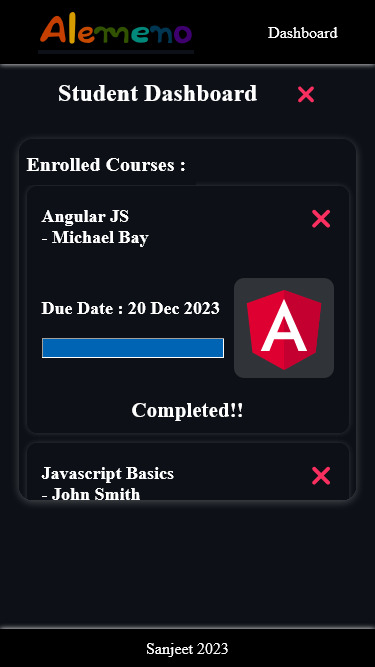 Alememo
Dashboard
Student Dashboard
Enrolled Courses :
Angular JS
- Michael Bay
Due Date : 20 Dec 2023
A
Completed!!
Javascript Basics
- John Smith
Sanjeet 2023